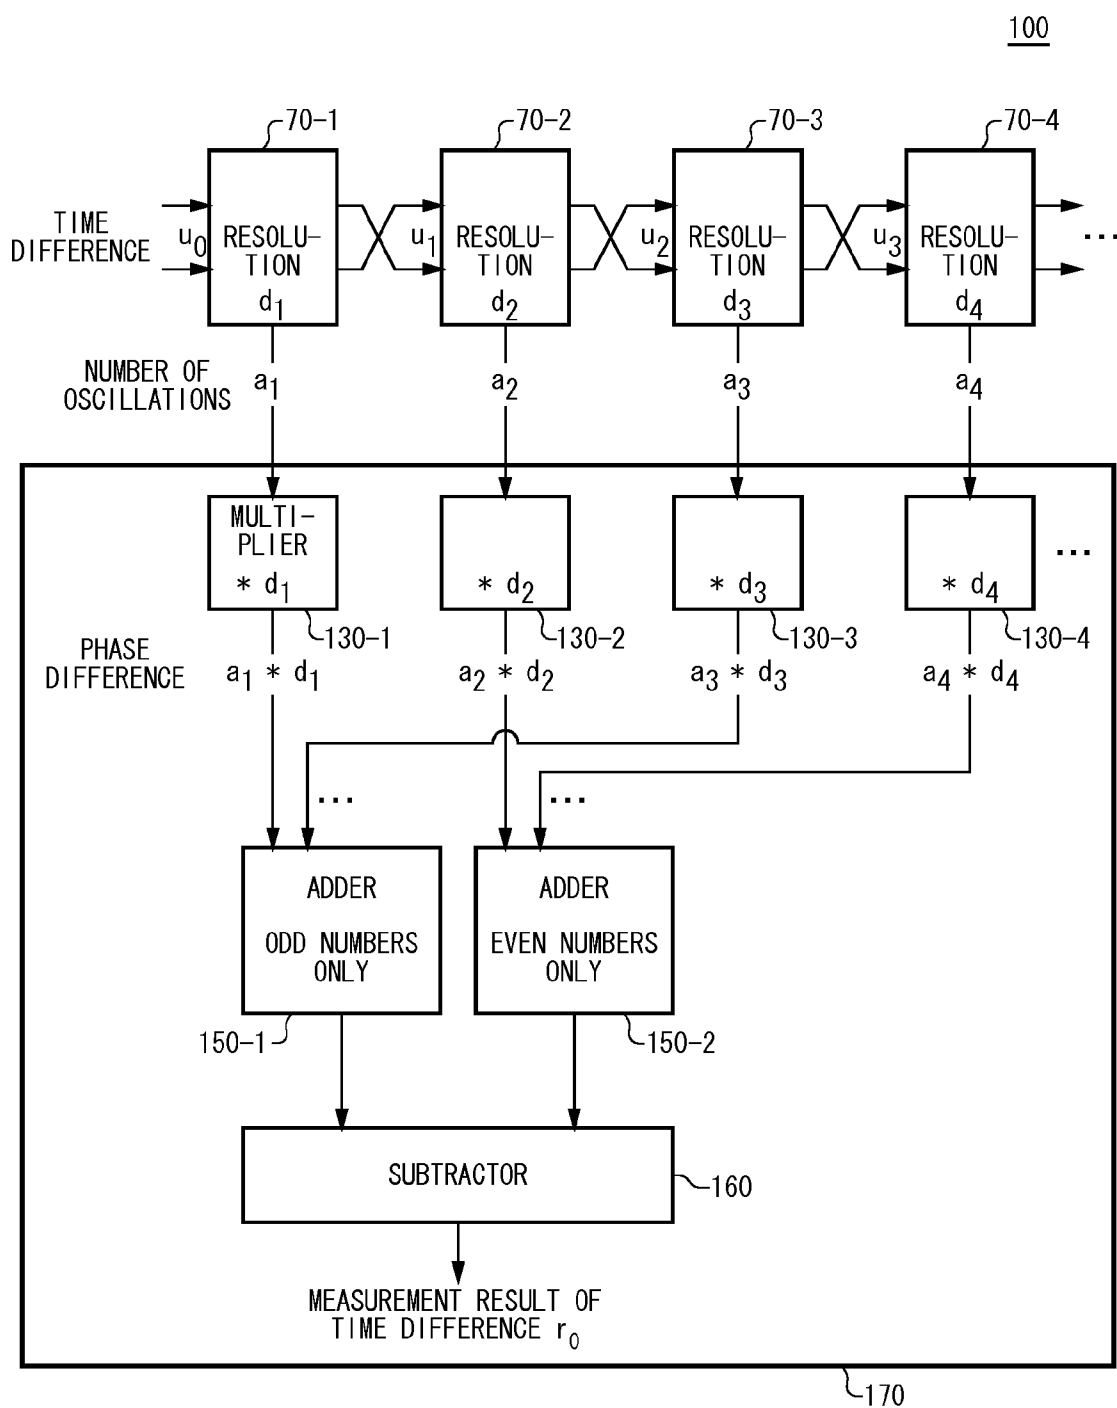 100
70-1
70-2
70-3
70-4
TIME
DIFFERENCE
u0
RESOLU-
TION
d1
u1
RESOLU-
TION
d2
u2
RESOLU-
TION
d3
u3
RESOLU-
TION
d4
...
NUMBER OF
OSCILLATIONS
a1
a2
a3
a4
MULTI-
PLIER
* d1
* d2
* d3
* d4
...
130-1
130-2
130-3
130-4
PHASE
DIFFERENCE
a1 * d1
a2 * d2
a3 * d3
a4 * d4
...
...
ADDER
ODD NUMBERS
ONLY
ADDER
EVEN NUMBERS
ONLY
150-1
150-2
SUBTRACTOR
160
MEASUREMENT RESULT OF
TIME DIFFERENCE r0
170